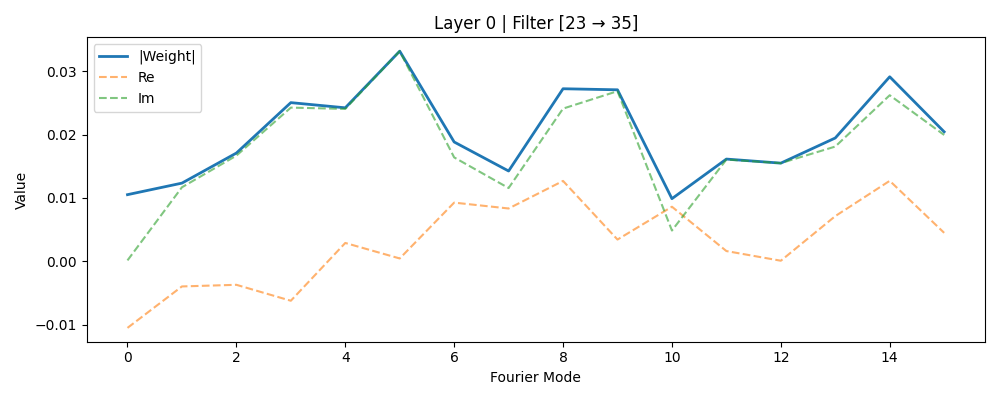 Layer 0 | Filter [23 → 35]
|Weight|
Re
Im
0.03
0.02
0.01
0.00
−0.01
Value
0 2 4 6 8 10 12 14
Fourier Mode